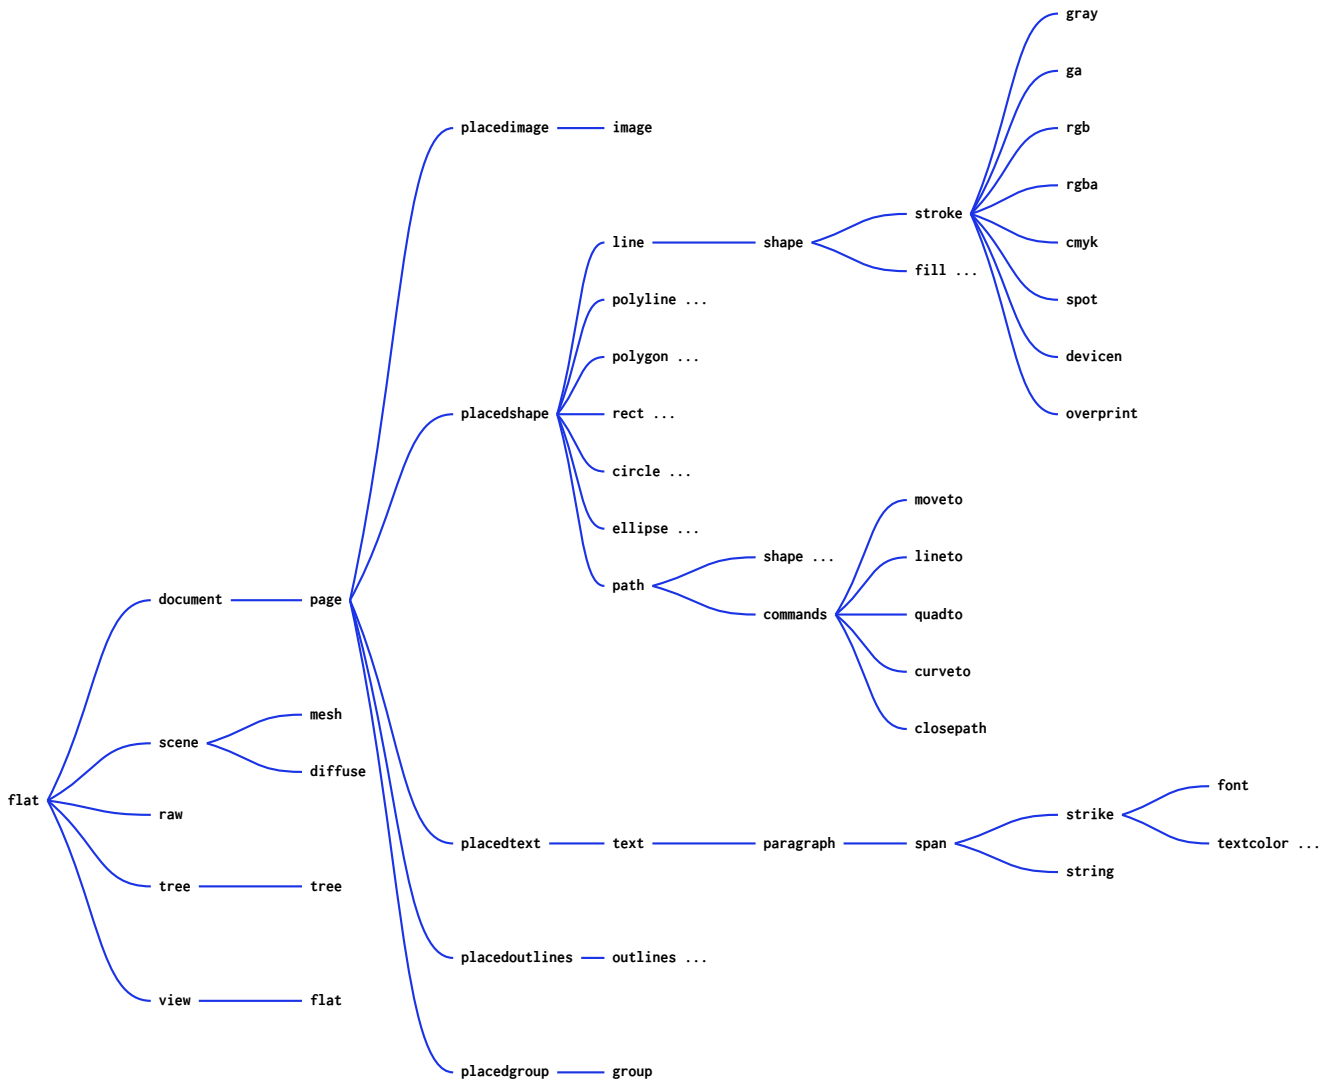 gray
ga
placedimage
image
rgb
rgba
stroke
line
shape
cmyk
fill ...
polyline ...
spot
polygon ...
devicen
placedshape
rect ...
overprint
circle ...
moveto
ellipse ...
shape ...
lineto
path
document
page
commands
quadto
curveto
mesh
closepath
scene
diffuse
font
flat
raw
strike
placedtext
text
paragraph
span
textcolor ...
string
tree
tree
placedoutlines
outlines ...
view
flat
placedgroup
group